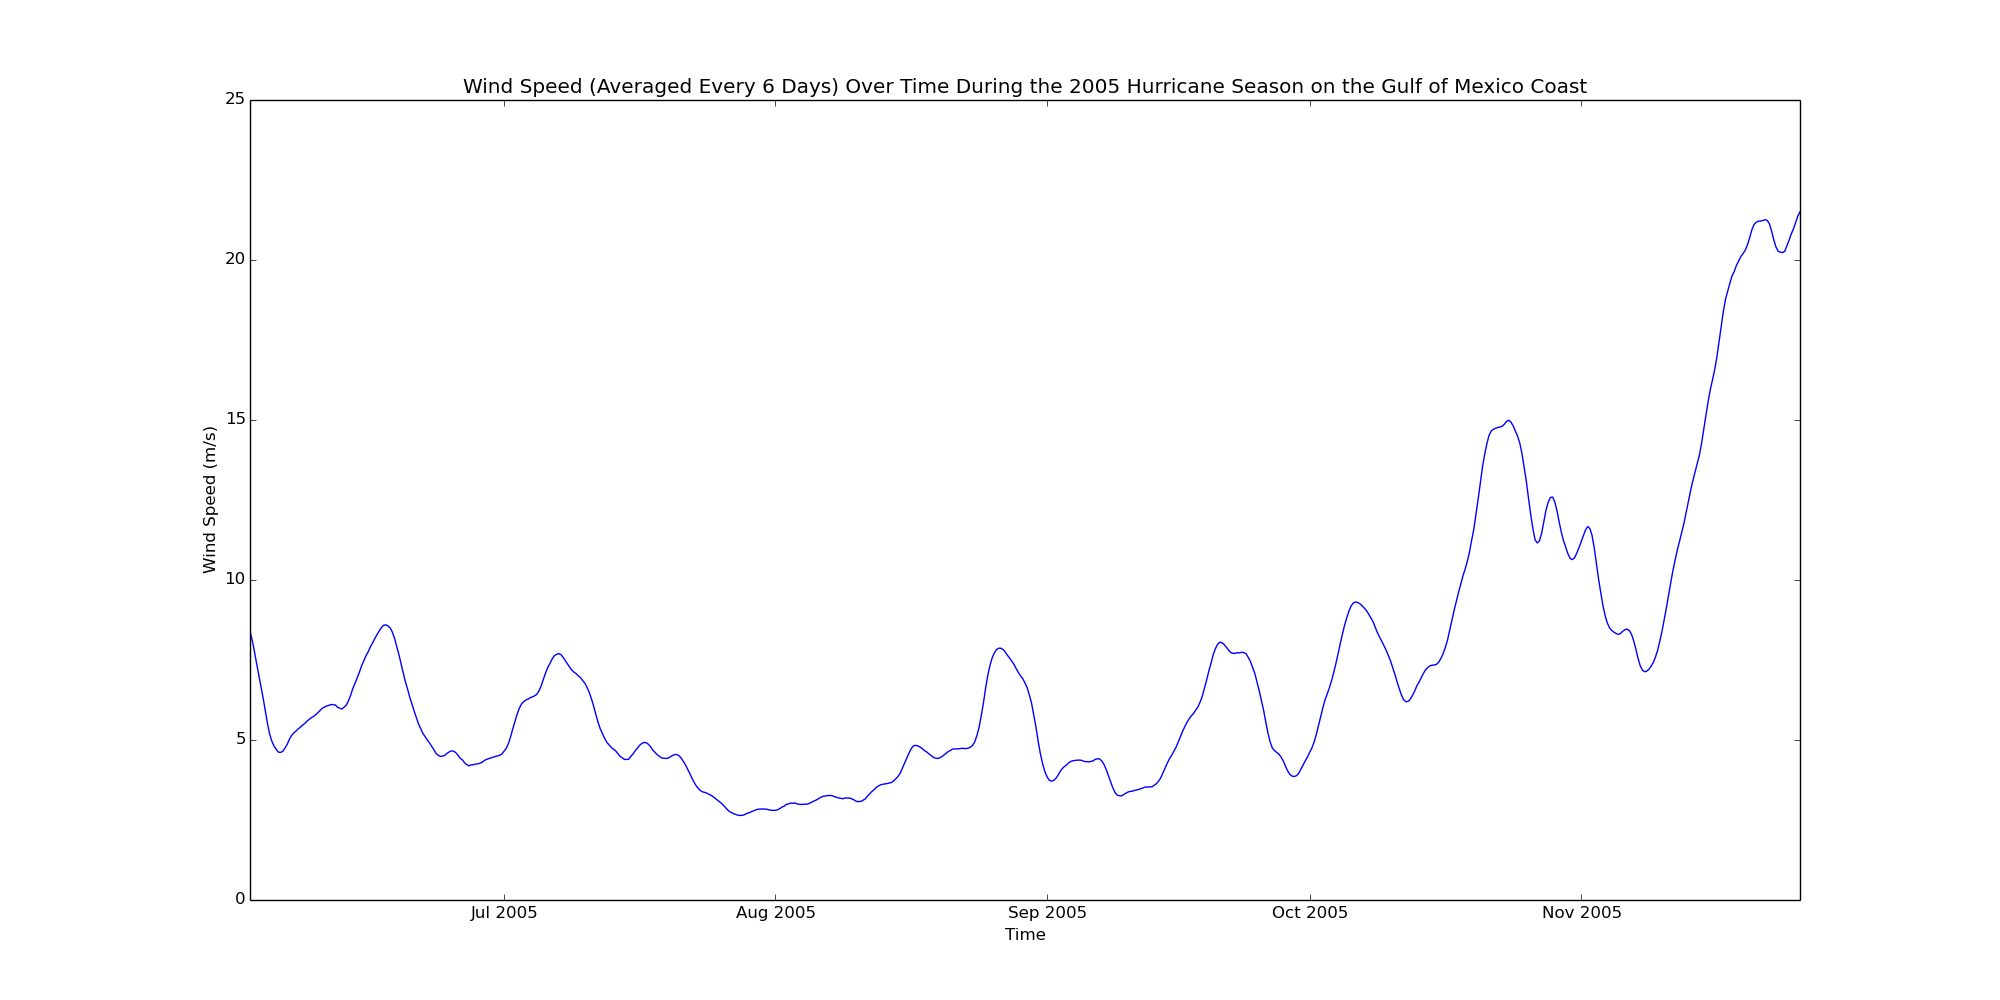 Wind Speed (Averaged Every 6 Days) Over Time During the 2005 Hurricane Season on the Gulf of Mexico Coast
25
20
15
10
5
0
Wind Speed (m/s)
Jul 2005 Aug 2005 Sep 2005 Oct 2005 Nov 2005
Time